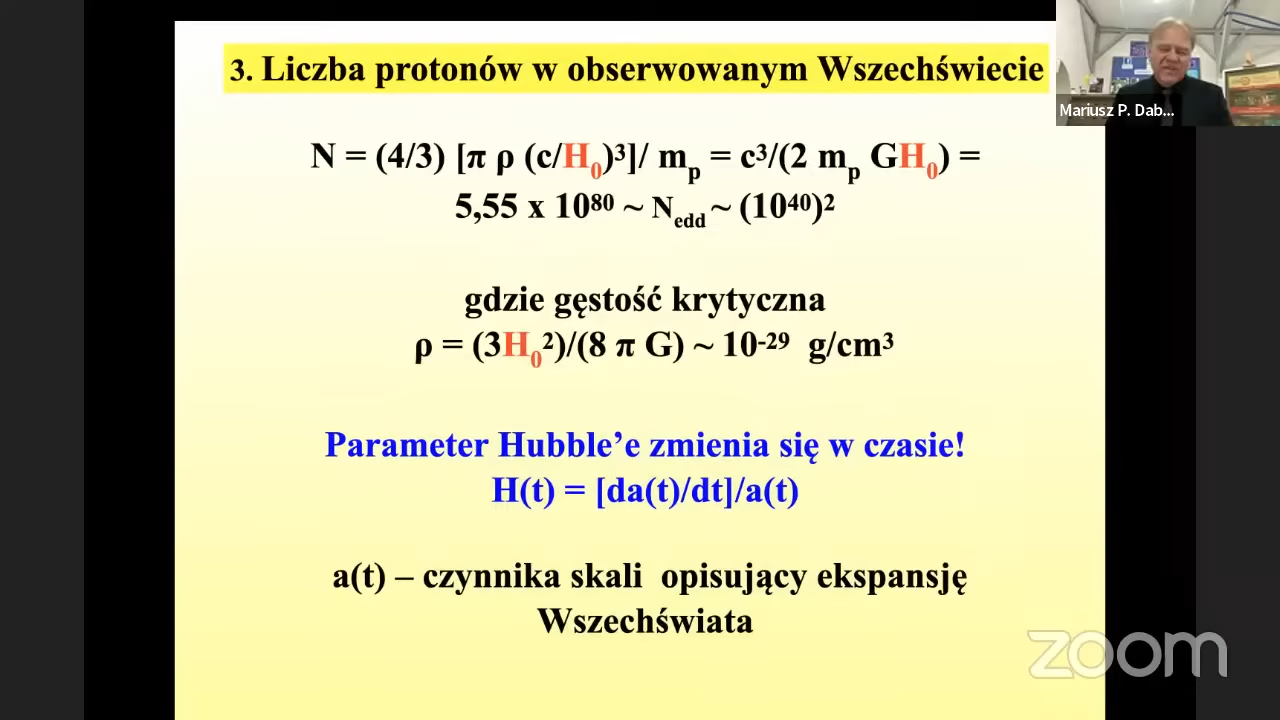 3. Liczba protonów w obserwowanym Wszechświecie
Mariusz P. Dab...
N = (4/3) [π ρ (c/H₀)³]/ mₚ = c³/(2 mₚ GH₀) =
5,55 x 10⁸⁰ ~ Nedd ~ (10⁴⁰)²
gdzie gęstość krytyczna
ρ = (3H₀²)/(8 π G) ~ 10⁻²⁹ g/cm³
Parameter Hubble’e zmienia się w czasie!
H(t) = [da(t)/dt]/a(t)
a(t) – czynnika skali opisujący ekspansję
Wszechświata
zoom